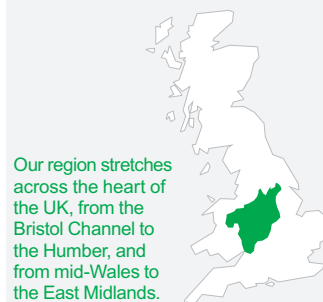 Our region stretches
across the heart of
the UK, from the
Bristol Channel to
the Humber, and
from mid-Wales to
the East Midlands.